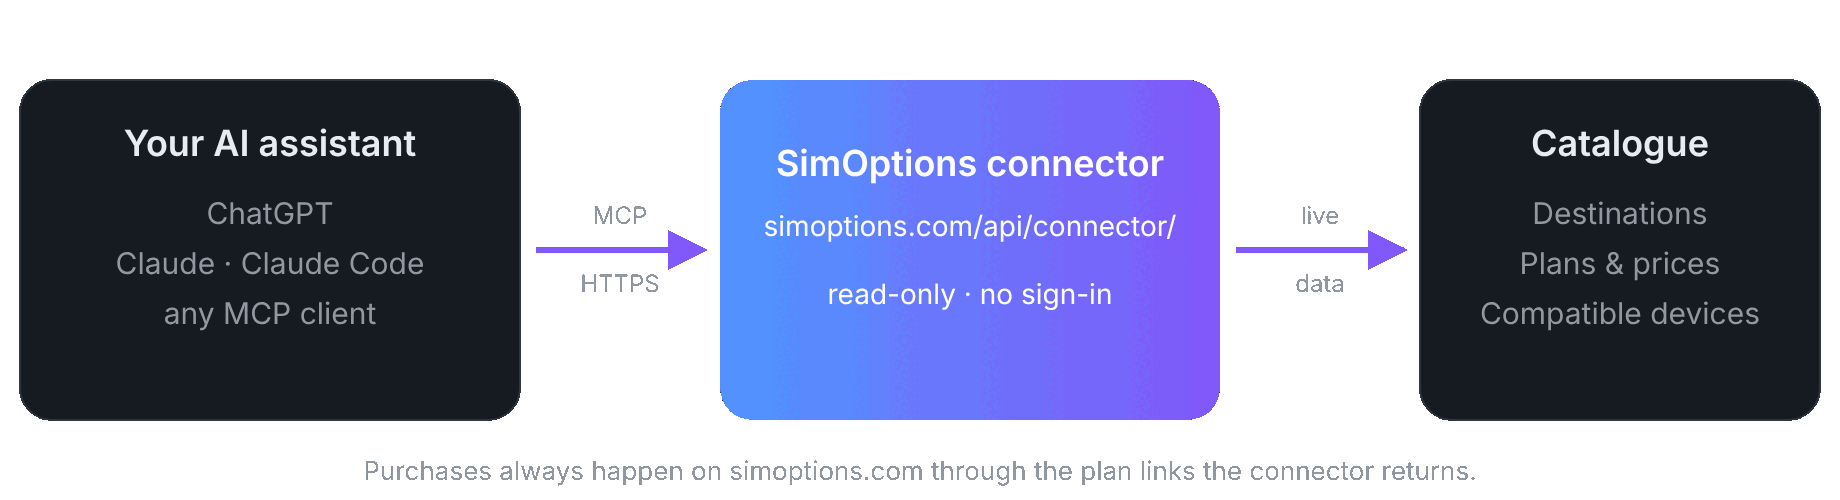 Your AI assistant
ChatGPT
Claude · Claude Code
any MCP client
MCP
HTTPS
SimOptions connector
simoptions.com/api/connector/
read-only · no sign-in
live
data
Catalogue
Destinations
Plans & prices
Compatible devices
Purchases always happen on simoptions.com through the plan links the connector returns.